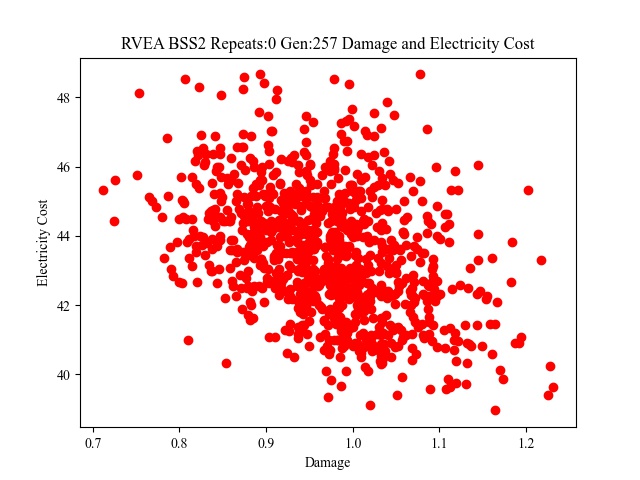 RVEA BSS2 Repeats:0 Gen:257 Damage and Electricity Cost
48
46
44
42
40
Electricity Cost
0.7 0.8 0.9 1.0 1.1 1.2
Damage